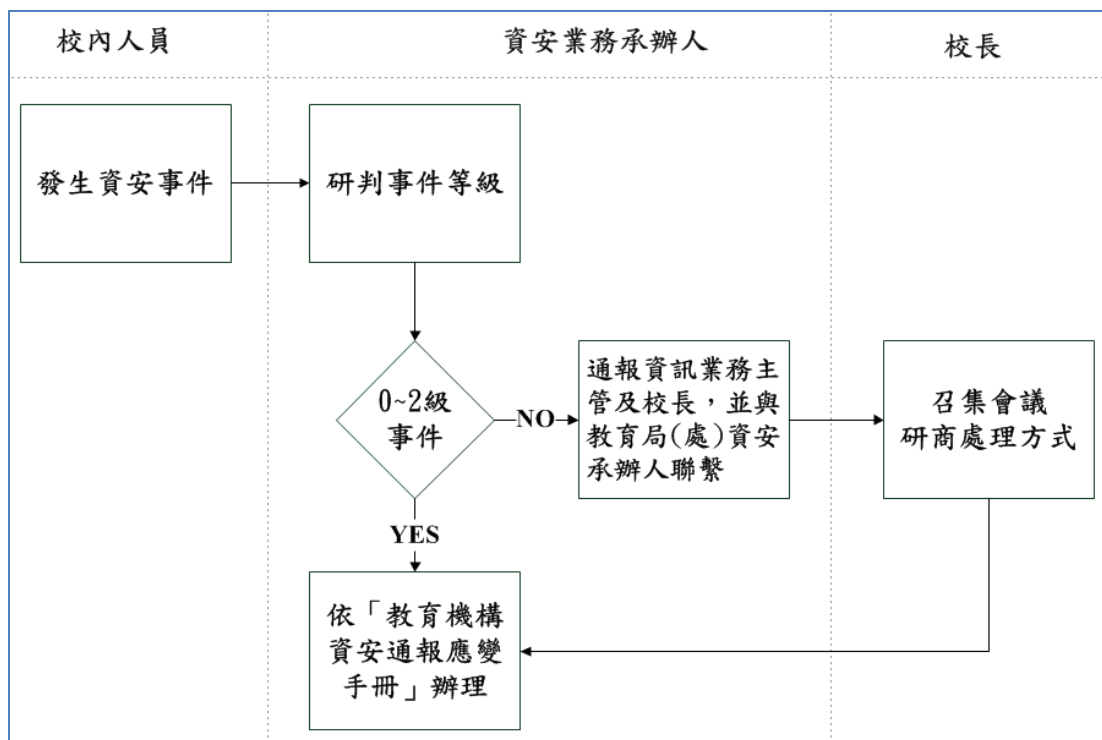 校內人員
資安業務承辦人
校長
發生資安事件
研判事件等級
0~2級
事件
NO
通報資訊業務主
管及校長，並與
教育局(處)資安
承辦人聯繫
召集會議
研商處理方式
YES
依「教育機構
資安通報應變
手冊」辦理